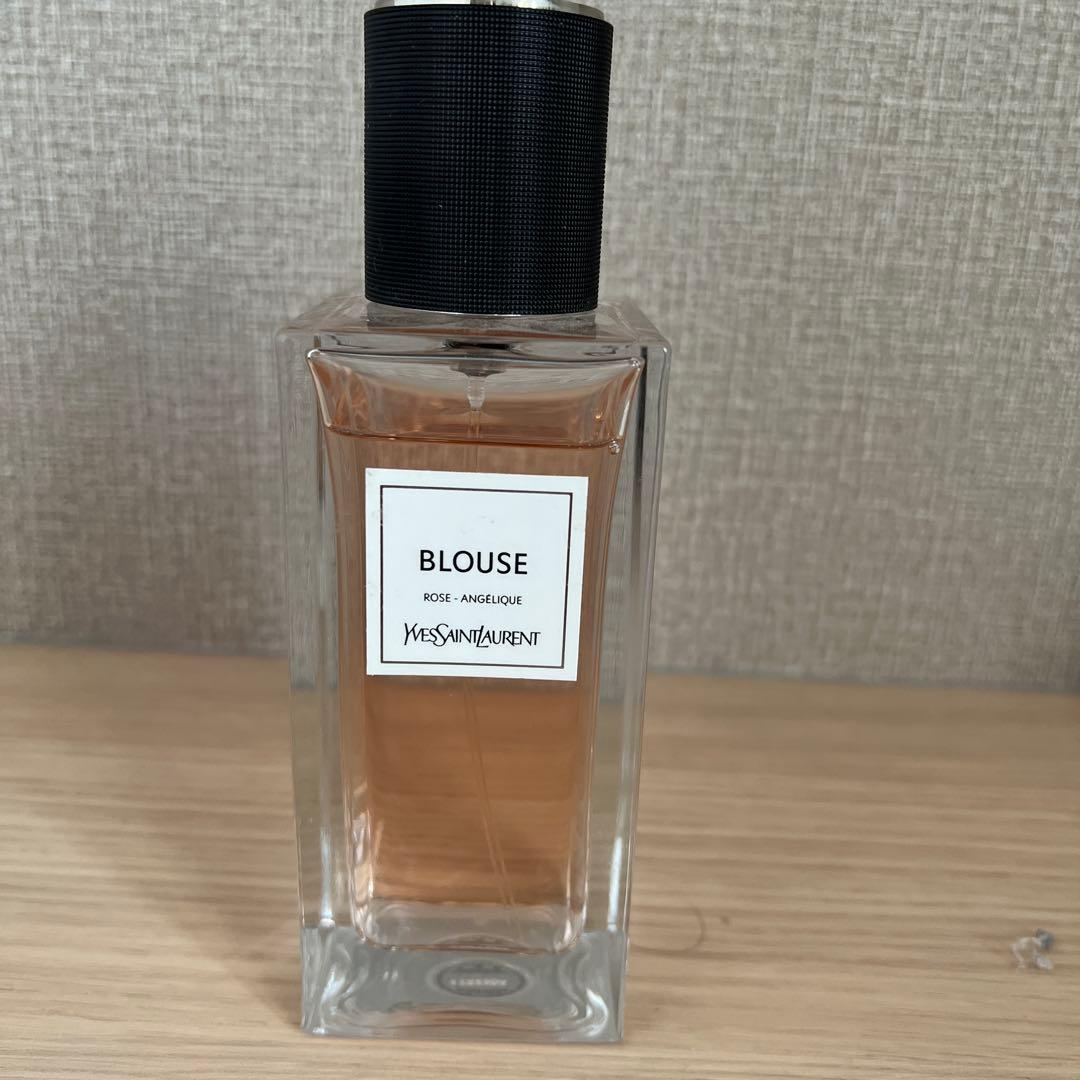 BLOUSE
ROSE - ANGÉLIQUE
YVESSAINTLAURENT